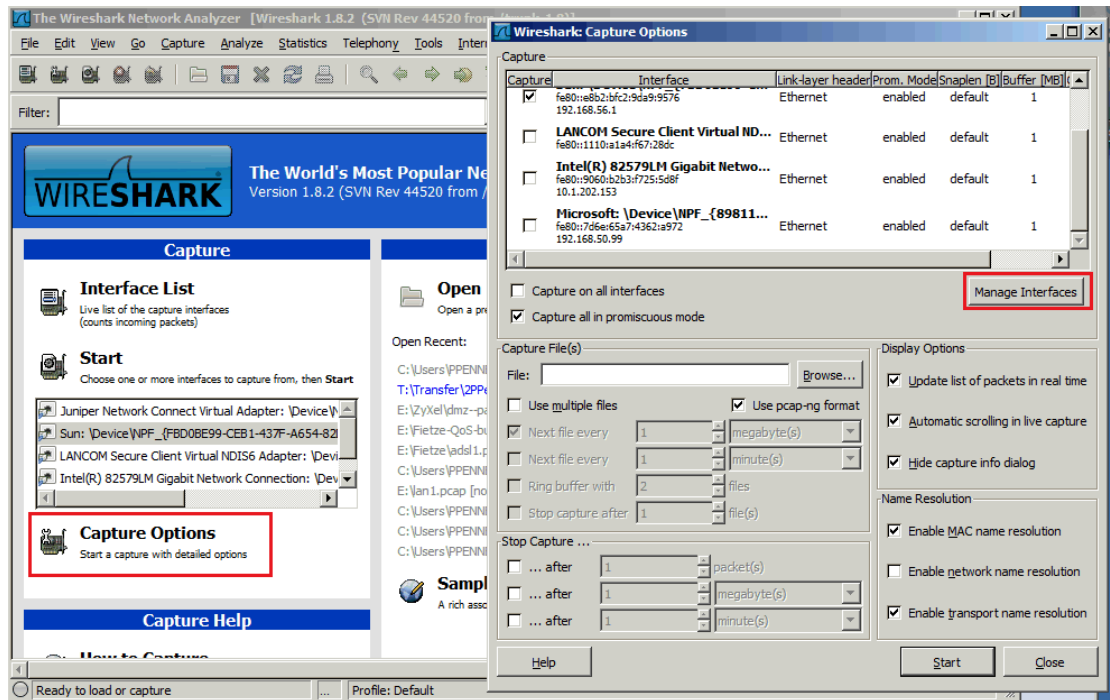 The Wireshark Network Analyzer [Wireshark 1.8.2 (SVN Rev 44520 from
File Edit View Go Capture Analyze Statistics Telephony Tools Intern
Filter:
WIRESHARK
The World's Most Popular Ne
Version 1.8.2 (SVN Rev 44520 from /
Capture
Interface List
Live list of the capture interfaces
(counts incoming packets)
Start
Choose one or more interfaces to capture from, then Start
Juniper Network Connect Virtual Adapter: \Device\N
Sun: \Device\NPF_{FBD0BE99-CEB1-437F-A654-82
LANCOM Secure Client Virtual NDIS6 Adapter: \Devi
Intel(R) 82579LM Gigabit Network Connection: \Dev
Capture Options
Start a capture with detailed options
Capture Help
Open
Open a pre
Open Recent:
C:\Users\PPENNI
T:\Transfer\2PPe
E:\ZyXel\dmz--pa
E:\Fietze-QoS-bu
E:\Fietze\adsl1.p
C:\Users\PPENNI
E:\lan1.pcap [no
C:\Users\PPENNI
C:\Users\PPENNI
C:\Users\PPENNI
Sampl
A rich asso
Ready to load or capture
...
Profile: Default
Wireshark: Capture Options
Capture
Capture Interface Link-layer header Prom. Mode Snaplen [B] Buffer [MB]
fe80::e8b2:bfc2:9da9:9576 Ethernet enabled default 1
192.168.56.1
LANCOM Secure Client Virtual ND... Ethernet enabled default 1
fe80::1110:a1a4:f67:28dc
Intel(R) 82579LM Gigabit Netwo...
fe80::9060:b2b3:f725:5d8f Ethernet enabled default 1
10.1.202.153
Microsoft: \Device\NPF_{89811...
fe80::7d6e:65a7:4362:a972 Ethernet enabled default 1
192.168.50.99
Capture on all interfaces
Manage Interfaces
Capture all in promiscuous mode
Capture File(s)
File:
Browse...
Use multiple files
Use pcap-ng format
Next file every 1 megabyte(s)
Next file every 1 minute(s)
Ring buffer with 2 files
Stop capture after 1 file(s)
Stop Capture ...
... after 1 packet(s)
... after 1 megabyte(s)
... after 1 minute(s)
Display Options
Update list of packets in real time
Automatic scrolling in live capture
Hide capture info dialog
Name Resolution
Enable MAC name resolution
Enable network name resolution
Enable transport name resolution
Help
Start
Close